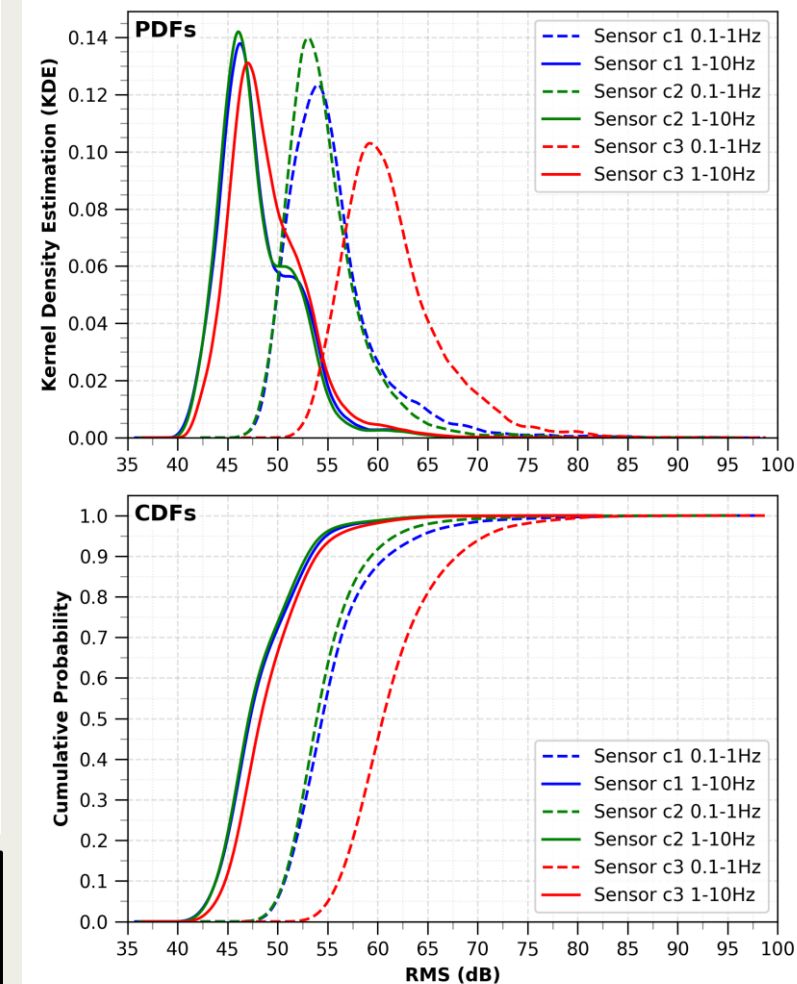 PDFs
Kernel Density Estimation (KDE)
0.14
0.12
0.10
0.08
0.06
0.04
0.02
0.00
Sensor c1 0.1-1Hz
Sensor c1 1-10Hz
Sensor c2 0.1-1Hz
Sensor c2 1-10Hz
Sensor c3 0.1-1Hz
Sensor c3 1-10Hz
35 40 45 50 55 60 65 70 75 80 85 90 95 100
CDFs
Cumulative Probability
1.0
0.9
0.8
0.7
0.6
0.5
0.4
0.3
0.2
0.1
0.0
Sensor c1 0.1-1Hz
Sensor c1 1-10Hz
Sensor c2 0.1-1Hz
Sensor c2 1-10Hz
Sensor c3 0.1-1Hz
Sensor c3 1-10Hz
35 40 45 50 55 60 65 70 75 80 85 90 95 100
RMS (dB)